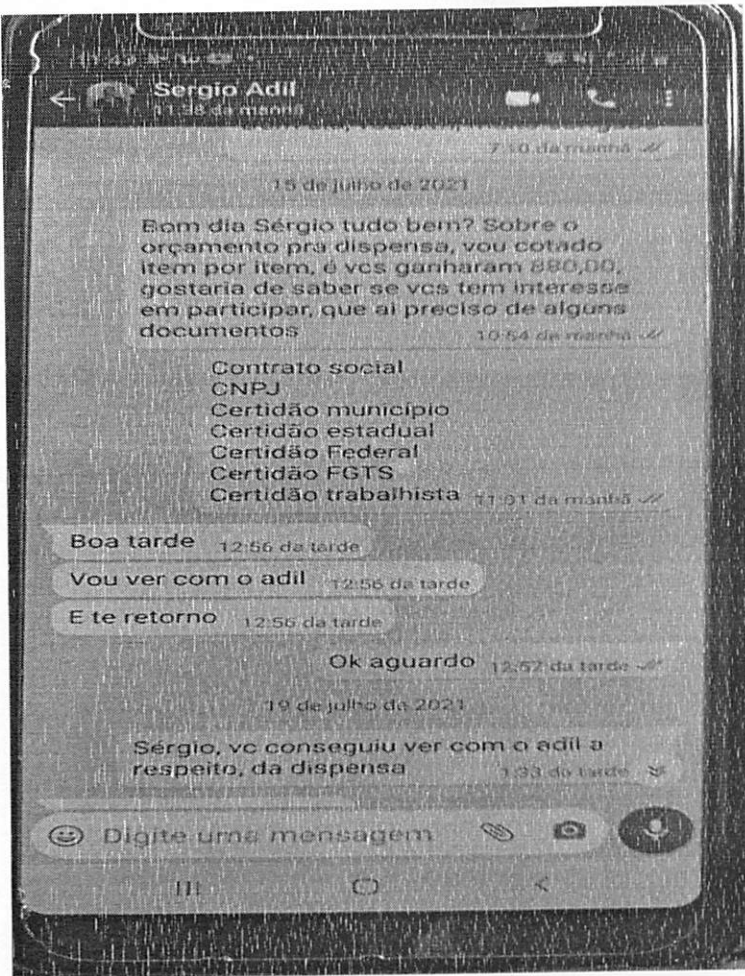 Sergio Adil
11:38 da manhã
7:10 da manhã
15 de julho de 2021
Bom dia Sérgio tudo bem? Sobre o
orçamento pra dispensa, vou cotado
item por item, é vcs ganharam 880,00,
gostaria de saber se vcs tem interesse
em participar, que ai preciso de alguns
documentos
10:54 da manhã
Contrato social
CNPJ
Certidão município
Certidão estadual
Certidão Federal
Certidão FGTS
Certidão trabalhista 11:01 da manhã
Boa tarde 12:56 da tarde
Vou ver com o adil 12:56 da tarde
E te retorno 12:56 da tarde
Ok aguardo 12:57 da tarde
19 de julho de 2021
Sérgio, vc conseguiu ver com o adil a
respeito, da dispensa 1:33 da tarde
Digite uma mensagem